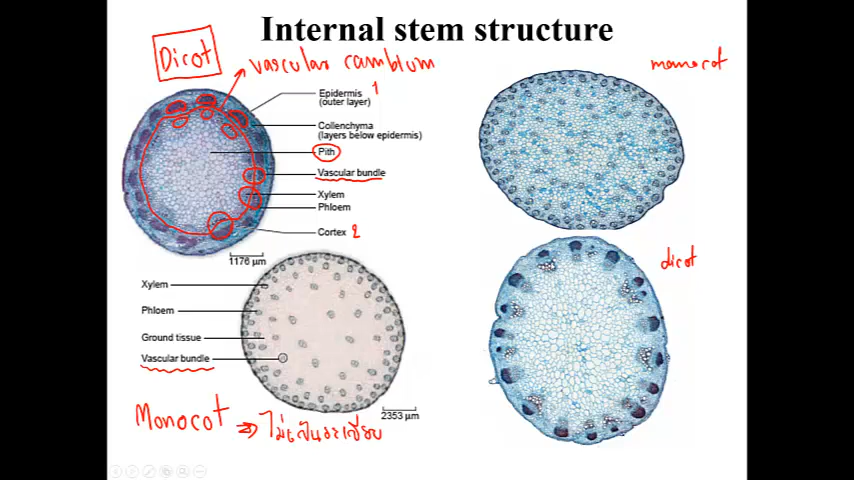 Internal stem structure
Dicot
vascular cambium
Epidermis 1
(outer layer)
Collenchyma
(layers below epidermis)
Pith
Vascular bundle
Xylem
Phloem
Cortex 2
1176 µm
Xylem
Phloem
Ground tissue
Vascular bundle
2353 µm
Monocot => ไม่เป็นระเบียบ
monocot
dicot